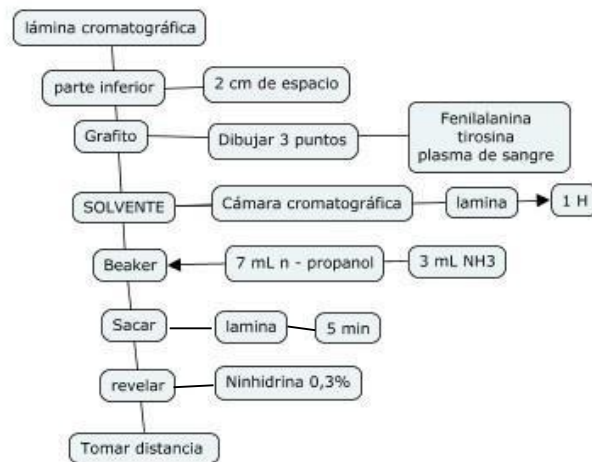 lámina cromatográfica
parte inferior
2 cm de espacio
Grafito
Dibujar 3 puntos
Fenilalanina
tirosina
plasma de sangre
SOLVENTE
Cámara cromatográfica
lamina
1 H
Beaker
7 mL n - propanol
3 mL NH3
Sacar
lamina
5 min
revelar
Ninhidrina 0,3%
Tomar distancia